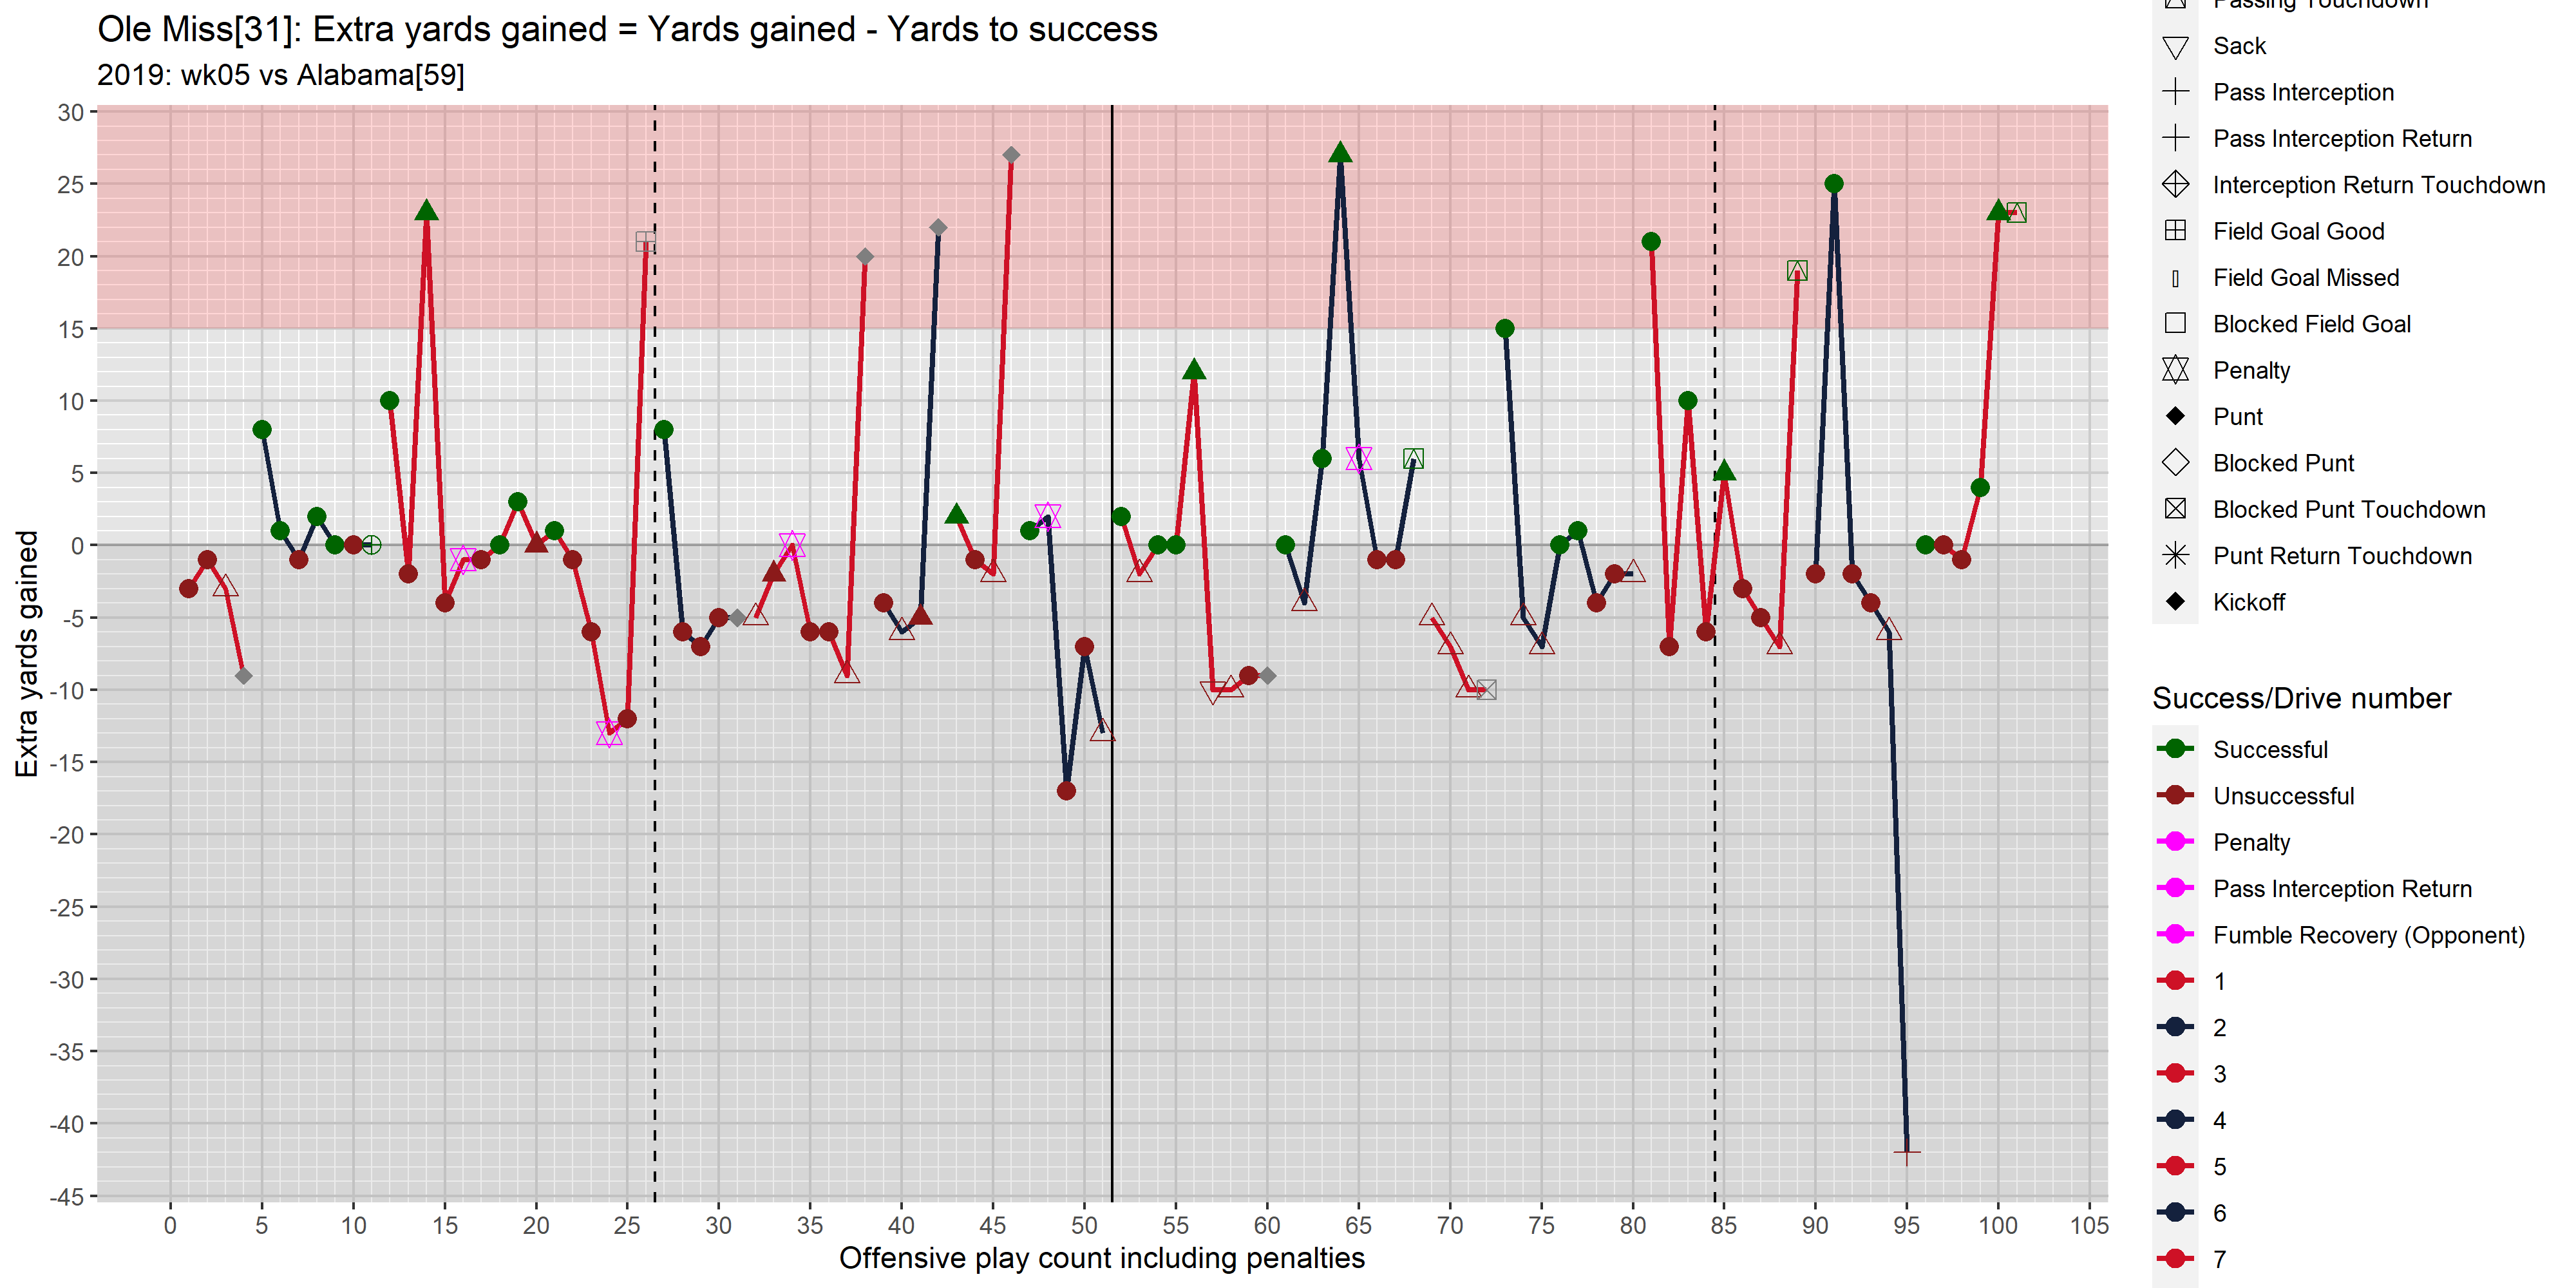 Ole Miss[31]: Extra yards gained = Yards gained - Yards to success
2019: wk05 vs Alabama[59]
Extra yards gained
30
25
20
15
10
5
0
-5
-10
-15
-20
-25
-30
-35
-40
-45
0 5 10 15 20 25 30 35 40 45 50 55 60 65 70 75 80 85 90 95 100 105
Offensive play count including penalties
Passing Touchdown
Sack
Pass Interception
Pass Interception Return
Interception Return Touchdown
Field Goal Good
Field Goal Missed
Blocked Field Goal
Penalty
Punt
Blocked Punt
Blocked Punt Touchdown
Punt Return Touchdown
Kickoff
Success/Drive number
Successful
Unsuccessful
Penalty
Pass Interception Return
Fumble Recovery (Opponent)
1
2
3
4
5
6
7